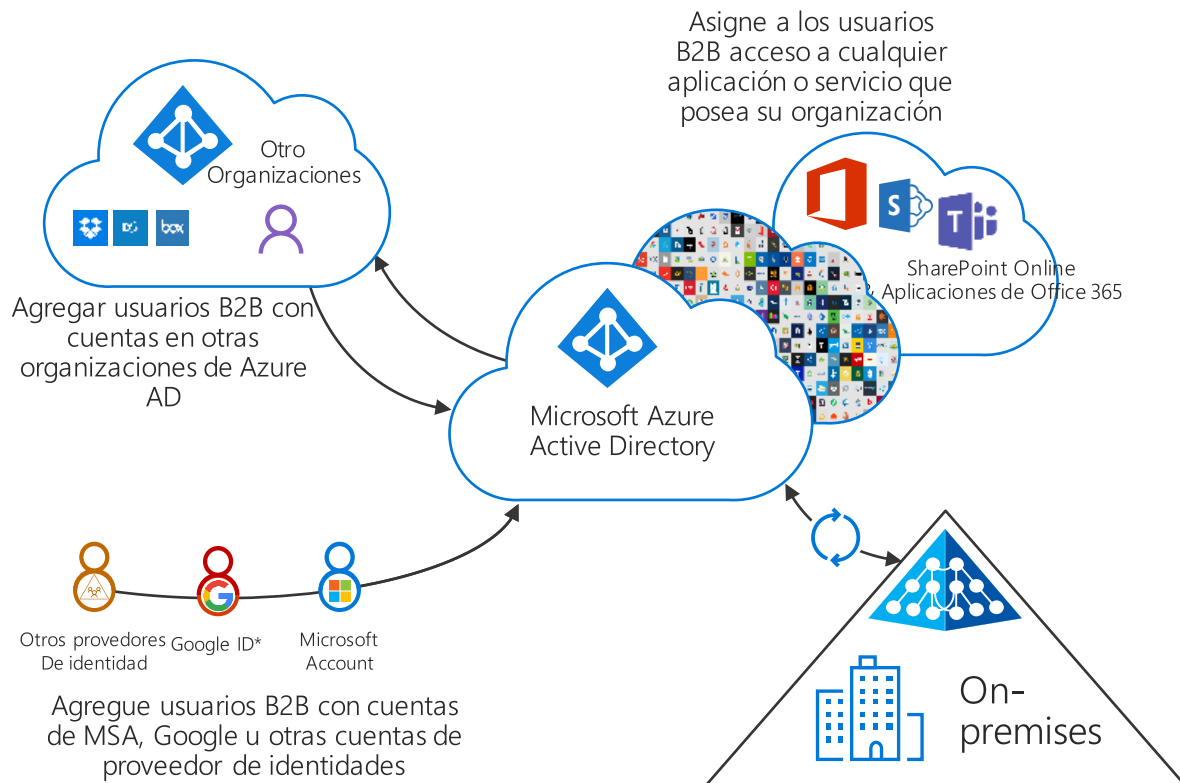 Asigne a los usuarios
B2B acceso a cualquier
aplicación o servicio que
posea su organización
Otro
Organizaciones
box
S
T
SharePoint Online
& Aplicaciones de Office 365
Agregar usuarios B2B con
cuentas en otras
organizaciones de Azure
AD
Microsoft Azure
Active Directory
Otros provedores
De identidad
Google ID*
Microsoft
Account
Agregue usuarios B2B con cuentas
de MSA, Google u otras cuentas de
proveedor de identidades
On-
premises